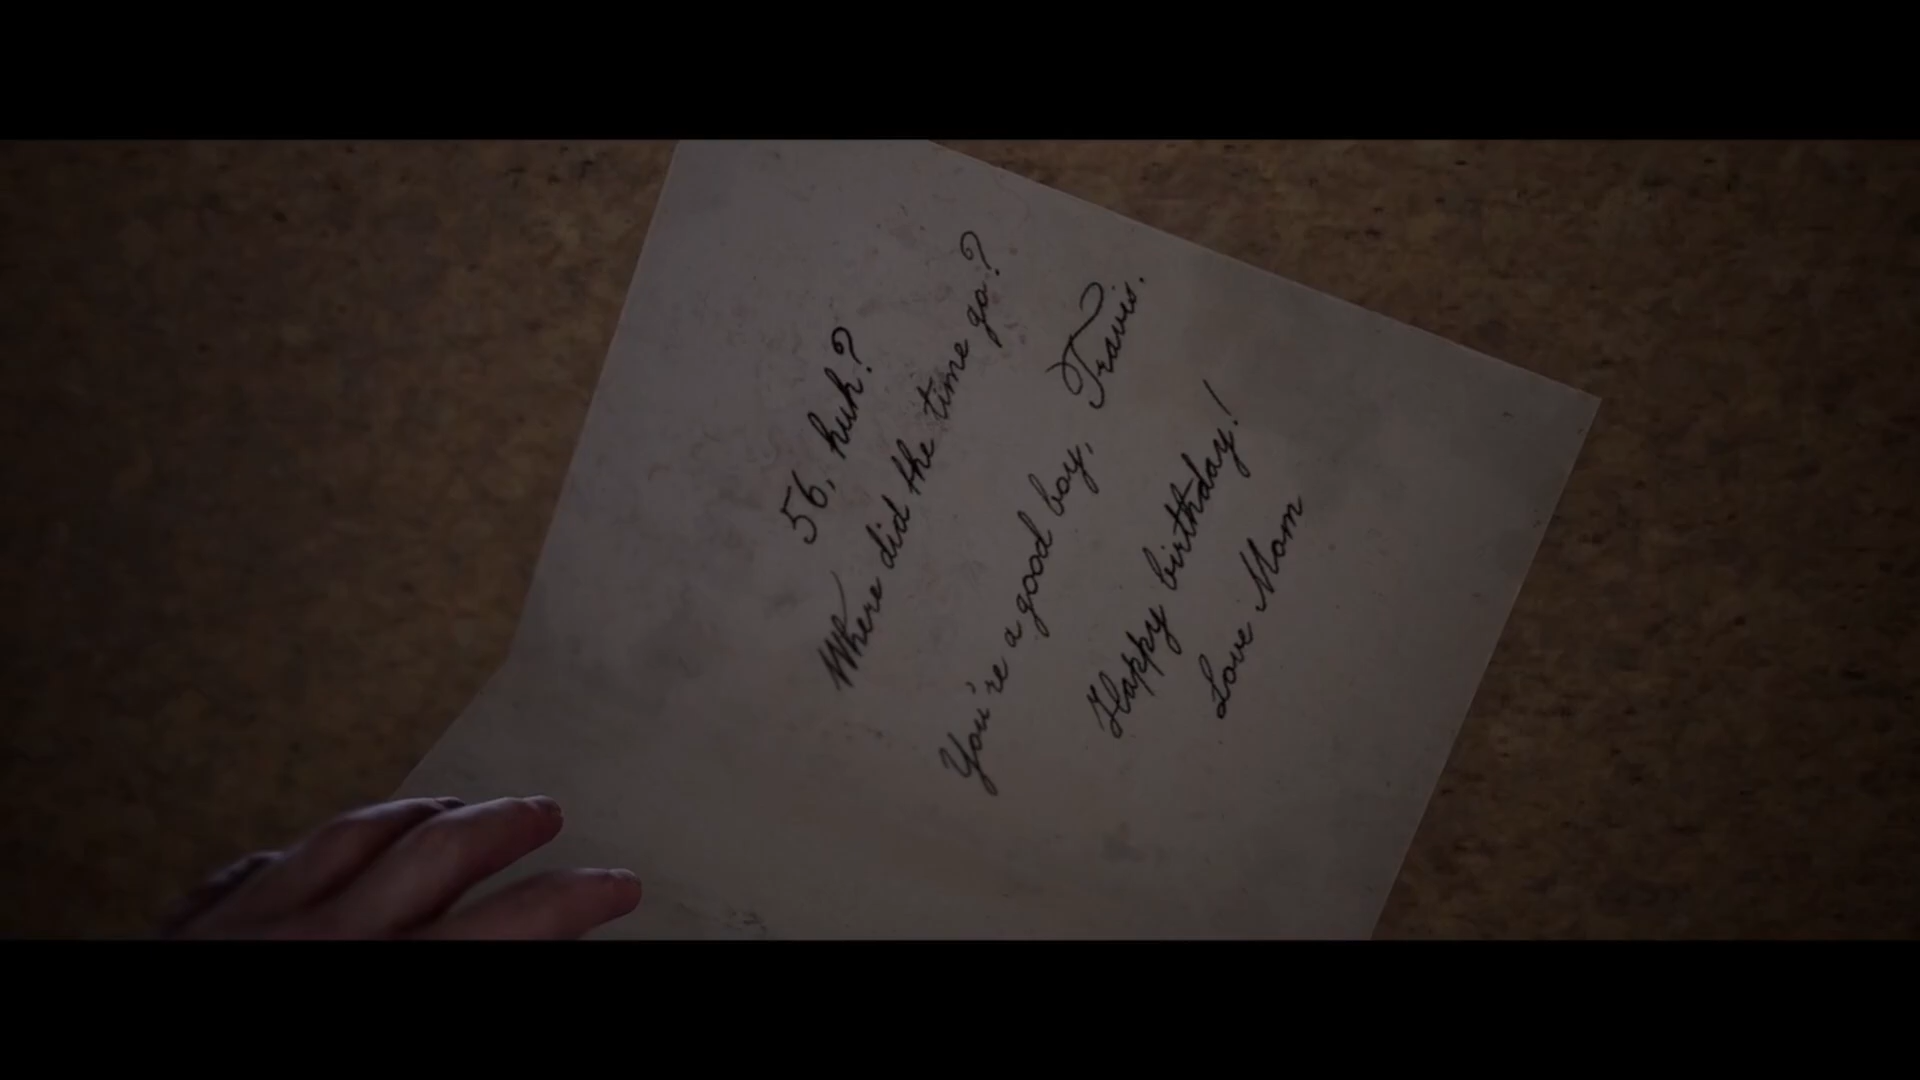 56, huh?
Where did the time go?
You're a good boy, Travis.
Happy birthday!
Love Mom